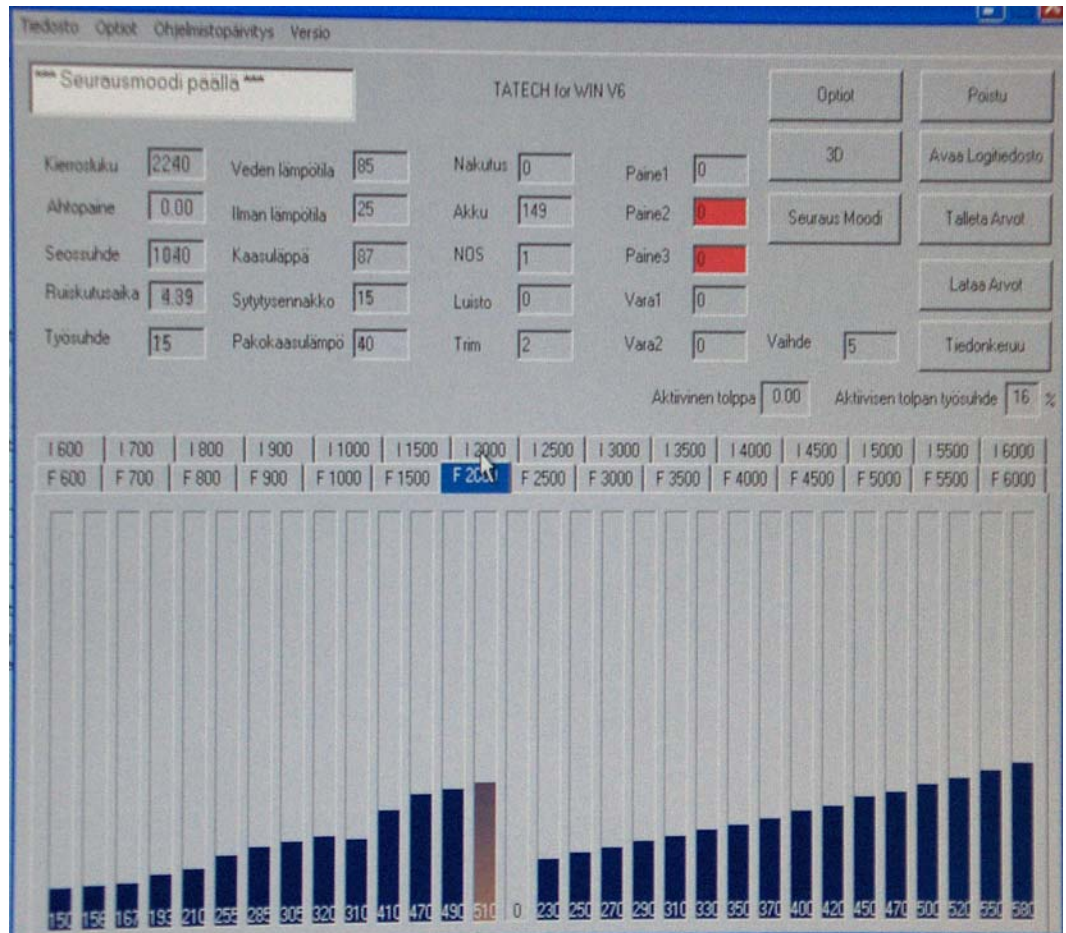 Tiedosto Optiot Ohjelmistopäivitys Versio
*** Seurausmoodi päällä ***
TATECH for WIN V6
Optiot Poistu
Kierrosluku 2240 Veden lämpötila 85 Nakutus 0 Paine1 0 3D Avaa Logitiedosto
Ahtopaine 0.00 Ilman lämpötila 25 Akku 149 Paine2 0 Seuraus Moodi Talleta Arvot
Seossuhde 1040 Kaasuläppä 87 NOS 1 Paine3 0
Ruiskutusaika 4.39 Sytytysennakko 15 Luisto 0 Vara1 0 Lataa Arvot
Työsuhde 15 Pakokaasulämpö 40 Trim 2 Vara2 0 Vaihde 5 Tiedonkeruu
Aktiivinen tolppa 0.00 Aktiivisen tolpan työsuhde 16 %
I 600 I 700 I 800 I 900 I 1000 I 1500 I 2000 I 2500 I 3000 I 3500 I 4000 I 4500 I 5000 I 5500 I 6000
F 600 F 700 F 800 F 900 F 1000 F 1500 F 2000 F 2500 F 3000 F 3500 F 4000 F 4500 F 5000 F 5500 F 6000
150 156 167 193 210 255 285 305 320 310 410 470 490 510 0 230 250 270 290 310 330 350 370 400 420 450 470 500 520 550 580